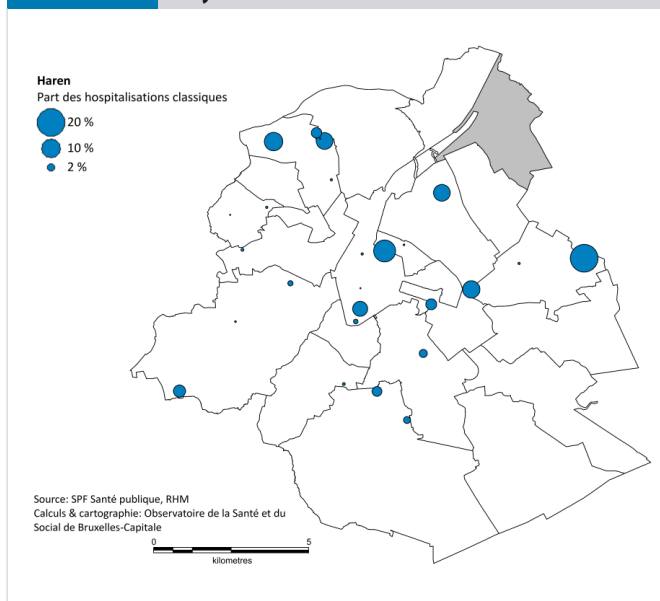 Haren
Part des hospitalisations classiques
20 %
10 %
2 %
Source: SPF Santé publique, RHM
Calculs & cartographie: Observatoire de la Santé et du
Social de Bruxelles-Capitale
0 5
kilometres